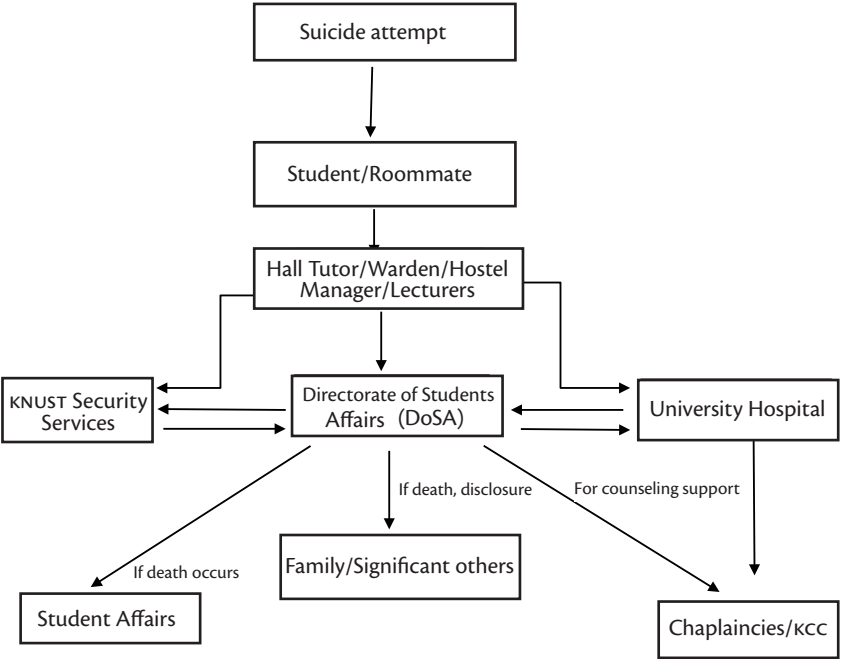 Suicide attempt
Student/Roommate
Hall Tutor/Warden/Hostel
Manager/Lecturers
KNUST Security
Services
Directorate of Students
Affairs (DoSA)
University Hospital
If death, disclosure
For counseling support
If death occurs
Family/Significant others
Student Affairs
Chaplaincies/KCC